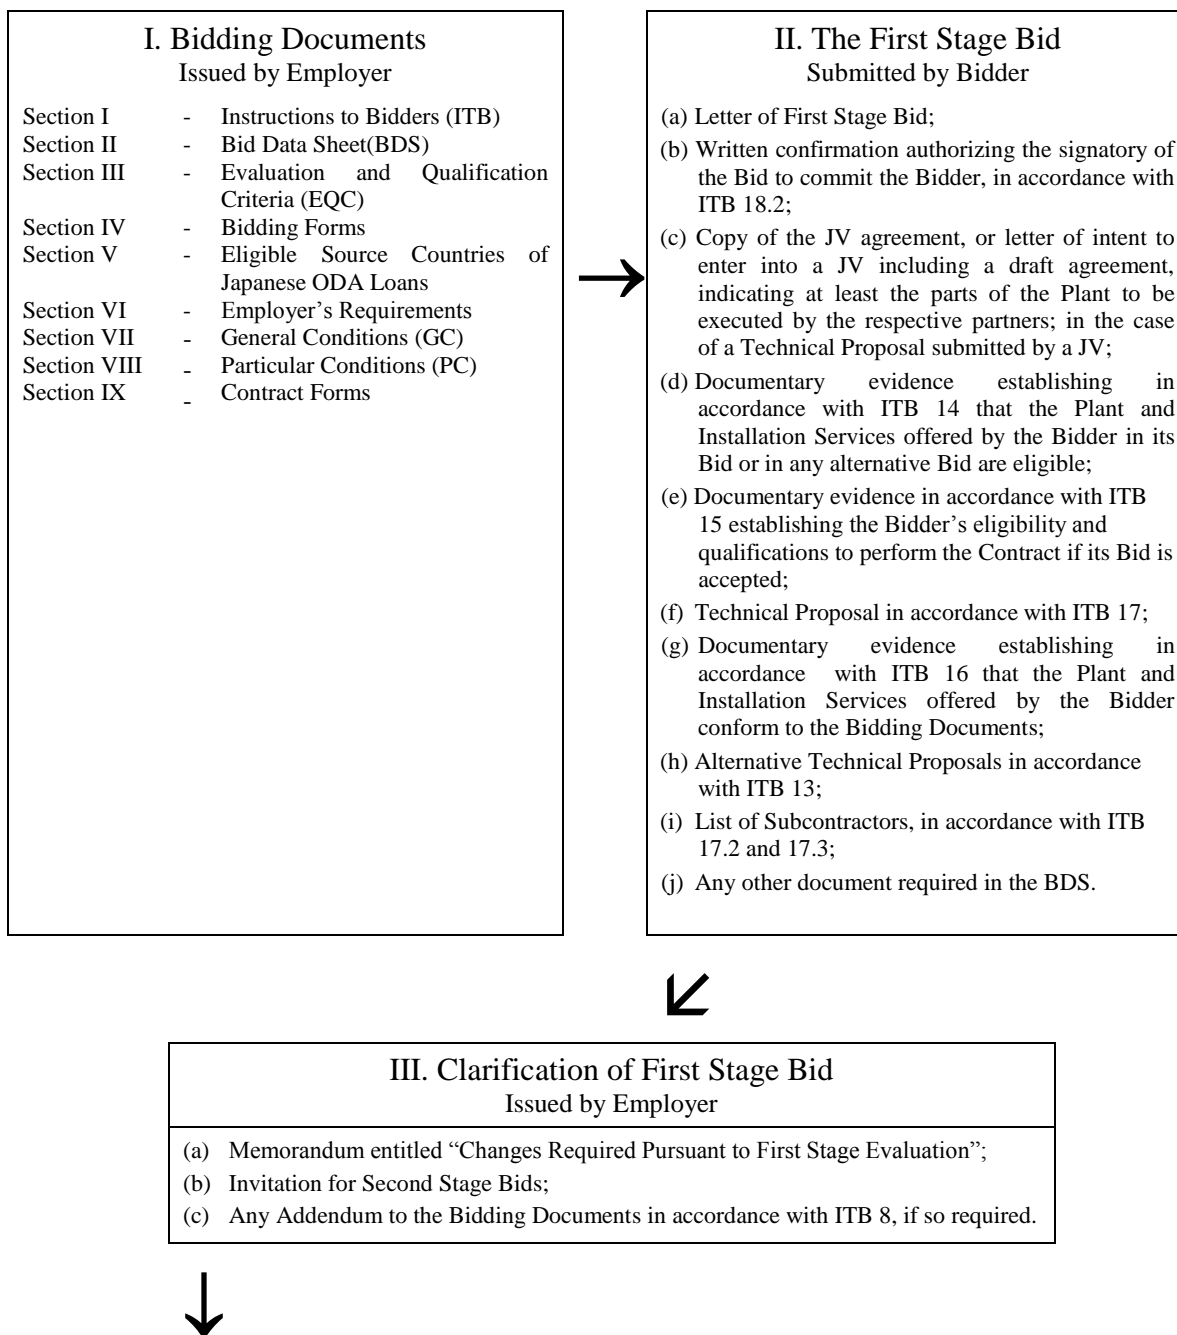 I. Bidding Documents
Issued by Employer
Section I - Instructions to Bidders (ITB)
Section II - Bid Data Sheet(BDS)
Section III - Evaluation and Qualification
Criteria (EQC)
Section IV - Bidding Forms
Section V - Eligible Source Countries of
Japanese ODA Loans
Section VI - Employer’s Requirements
Section VII - General Conditions (GC)
Section VIII - Particular Conditions (PC)
Section IX - Contract Forms
II. The First Stage Bid
Submitted by Bidder
(a) Letter of First Stage Bid;
(b) Written confirmation authorizing the signatory of
the Bid to commit the Bidder, in accordance with
ITB 18.2;
(c) Copy of the JV agreement, or letter of intent to
enter into a JV including a draft agreement,
indicating at least the parts of the Plant to be
executed by the respective partners; in the case
of a Technical Proposal submitted by a JV;
(d) Documentary evidence establishing in
accordance with ITB 14 that the Plant and
Installation Services offered by the Bidder in its
Bid or in any alternative Bid are eligible;
(e) Documentary evidence in accordance with ITB
15 establishing the Bidder’s eligibility and
qualifications to perform the Contract if its Bid is
accepted;
(f) Technical Proposal in accordance with ITB 17;
(g) Documentary evidence establishing in
accordance with ITB 16 that the Plant and
Installation Services offered by the Bidder
conform to the Bidding Documents;
(h) Alternative Technical Proposals in accordance
with ITB 13;
(i) List of Subcontractors, in accordance with ITB
17.2 and 17.3;
(j) Any other document required in the BDS.
III. Clarification of First Stage Bid
Issued by Employer
(a) Memorandum entitled “Changes Required Pursuant to First Stage Evaluation”;
(b) Invitation for Second Stage Bids;
(c) Any Addendum to the Bidding Documents in accordance with ITB 8, if so required.